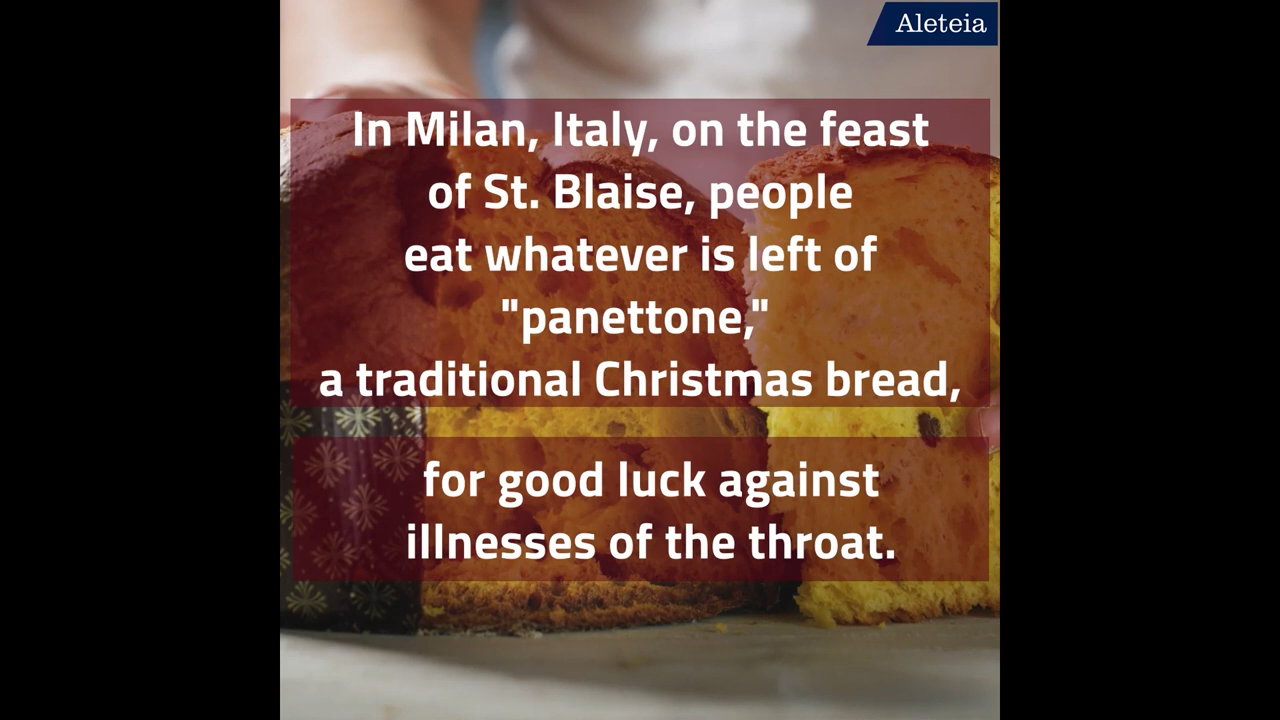 Aleteia
In Milan, Italy, on the feast
of St. Blaise, people
eat whatever is left of
"panettone,"
a traditional Christmas bread,
for good luck against
illnesses of the throat.